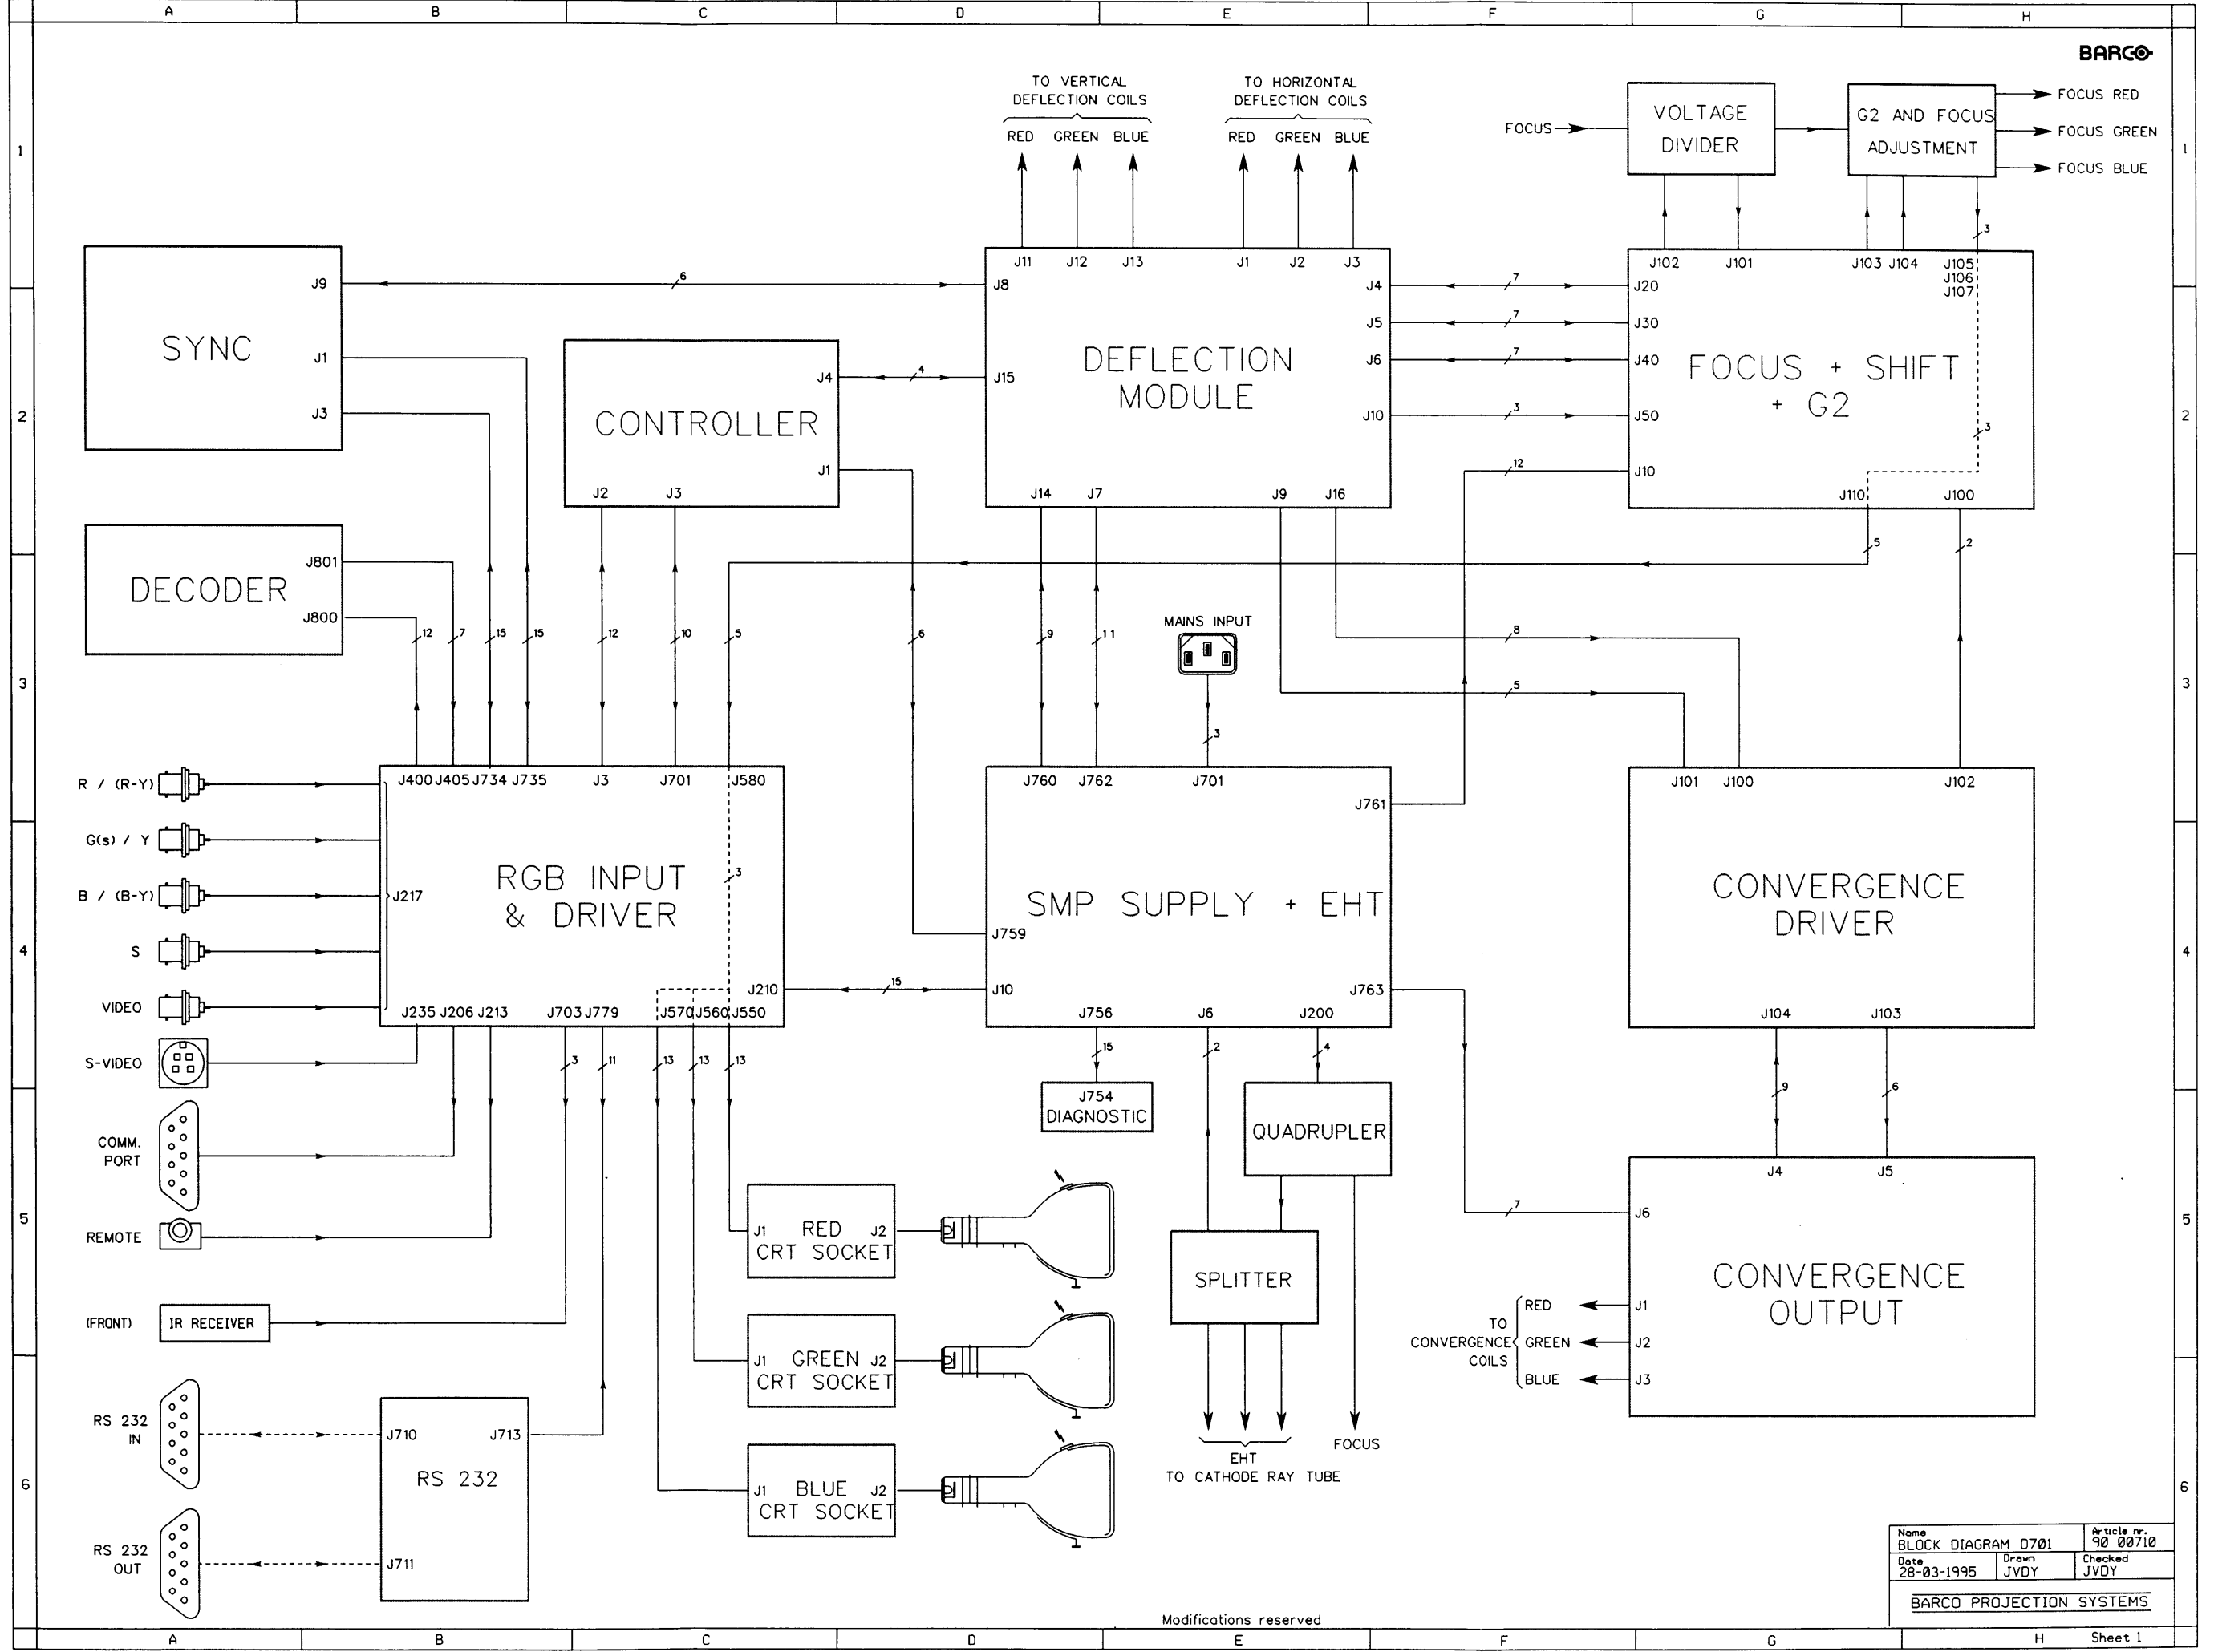 A B C D E F G H
BARCO
TO VERTICAL
DEFLECTION COILS
RED GREEN BLUE
TO HORIZONTAL
DEFLECTION COILS
RED GREEN BLUE
FOCUS
VOLTAGE
DIVIDER
G2 AND FOCUS
ADJUSTMENT
FOCUS RED
FOCUS GREEN
FOCUS BLUE
1
1
3
SYNC
J9
J1
J3
6
J11 J12 J13 J1 J2 J3
J8
J15
DEFLECTION
MODULE
J4
J5
J6
J10
J14 J7 J9 J16
7
7
7
3
12
J102 J101 J103 J104 J105
J106
J107
J20
J30
J40
J50
J10
FOCUS + SHIFT
+ G2
3
J110 J100
2
2
CONTROLLER
J4
J1
J2 J3
4
5
2
DECODER
J801
J800
12
7
15
15
12
10
5
6
9
11
MAINS INPUT
3
8
5
3
3
R / (R-Y)
G(s) / Y
B / (B-Y)
S
VIDEO
S-VIDEO
COMM.
PORT
REMOTE
(FRONT)
IR RECEIVER
RS 232
IN
RS 232
OUT
J400 J405 J734 J735 J3 J701 J580
J217
RGB INPUT
& DRIVER
3
J210
J235 J206 J213 J703 J779 J570 J560 J550
3
11
13
13
13
15
J760 J762 J701
J761
SMP SUPPLY + EHT
J759
J10
J763
J756 J6 J200
15
2
4
J101 J100 J102
CONVERGENCE
DRIVER
J104 J103
9
6
4
4
J754
DIAGNOSTIC
QUADRUPLER
SPLITTER
EHT
TO CATHODE RAY TUBE
FOCUS
J1 RED J2
CRT SOCKET
J1 GREEN J2
CRT SOCKET
J1 BLUE J2
CRT SOCKET
7
J4 J5
J6
CONVERGENCE
OUTPUT
J1
J2
J3
TO
CONVERGENCE
COILS
RED
GREEN
BLUE
5
5
J710 J713
RS 232
J711
6
6
Name
BLOCK DIAGRAM D701
Article nr.
90 00710
Date
28-03-1995
Drawn
JVDY
Checked
JVDY
BARCO PROJECTION SYSTEMS
Modifications reserved
A B C D E F G H Sheet 1